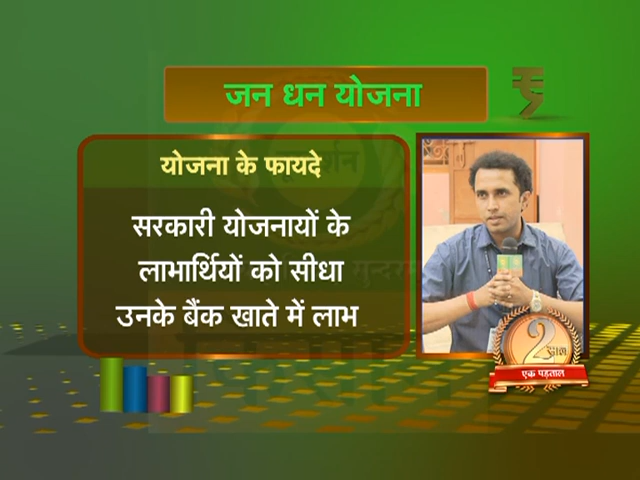 जन धन योजना
योजना के फायदे
सरकारी योजनायों के
लाभार्थियों को सीधा
उनके बैंक खाते में लाभ
2 साल
एक पड़ताल